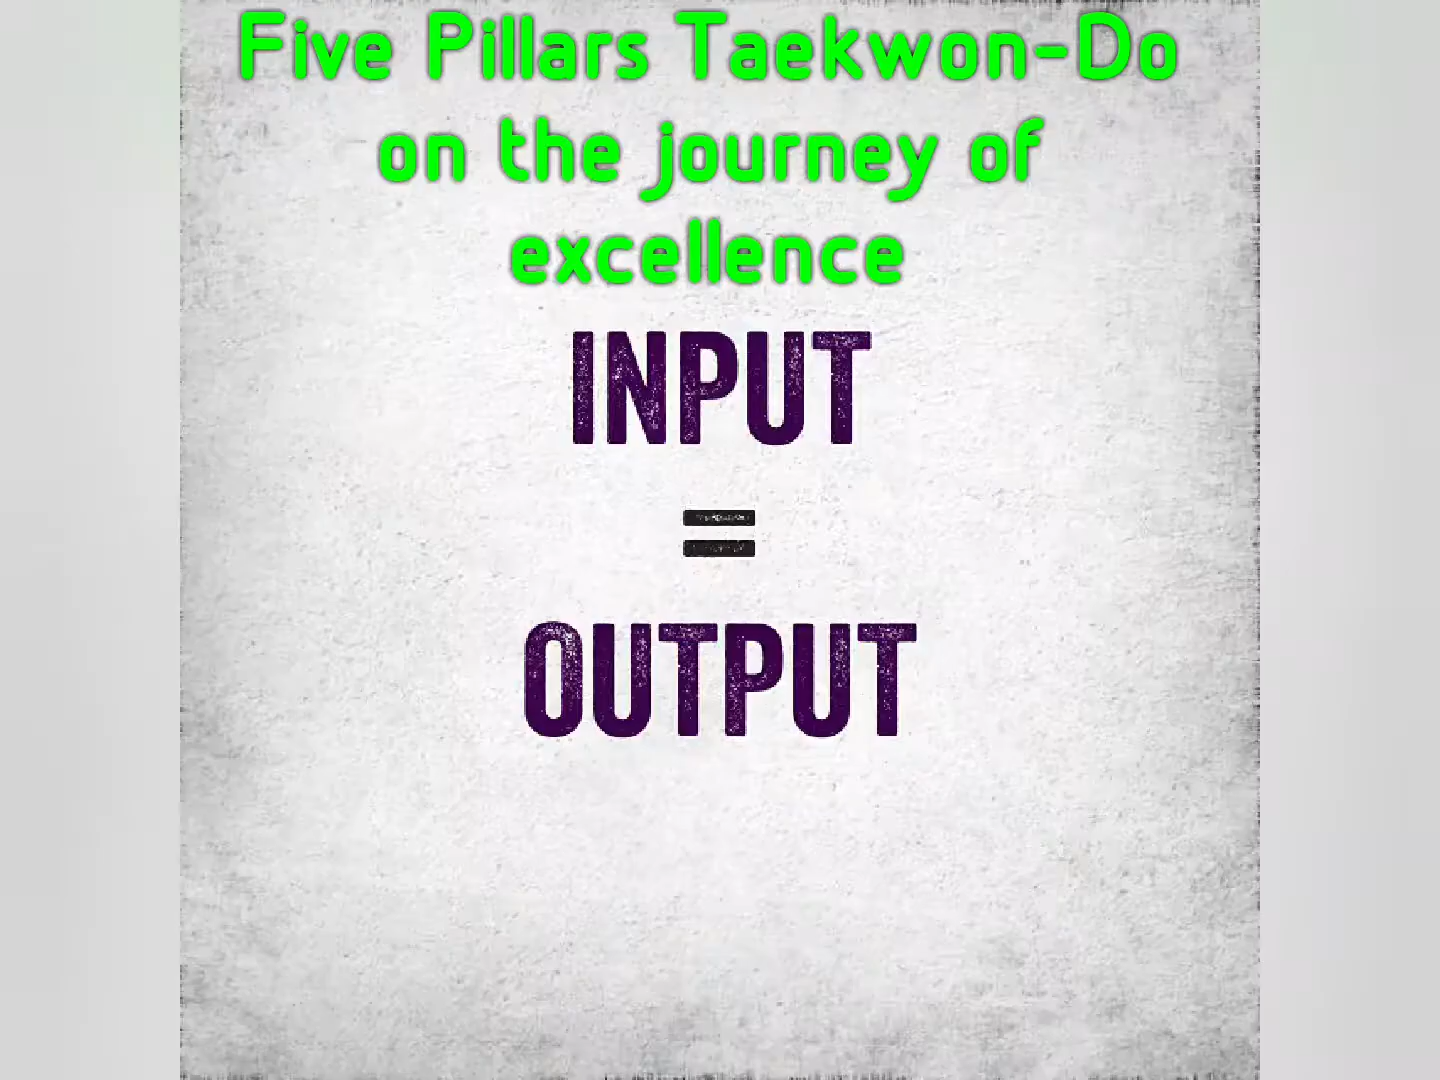 Five Pillars Taekwon-Do
on the journey of
excellence
INPUT
=
OUTPUT